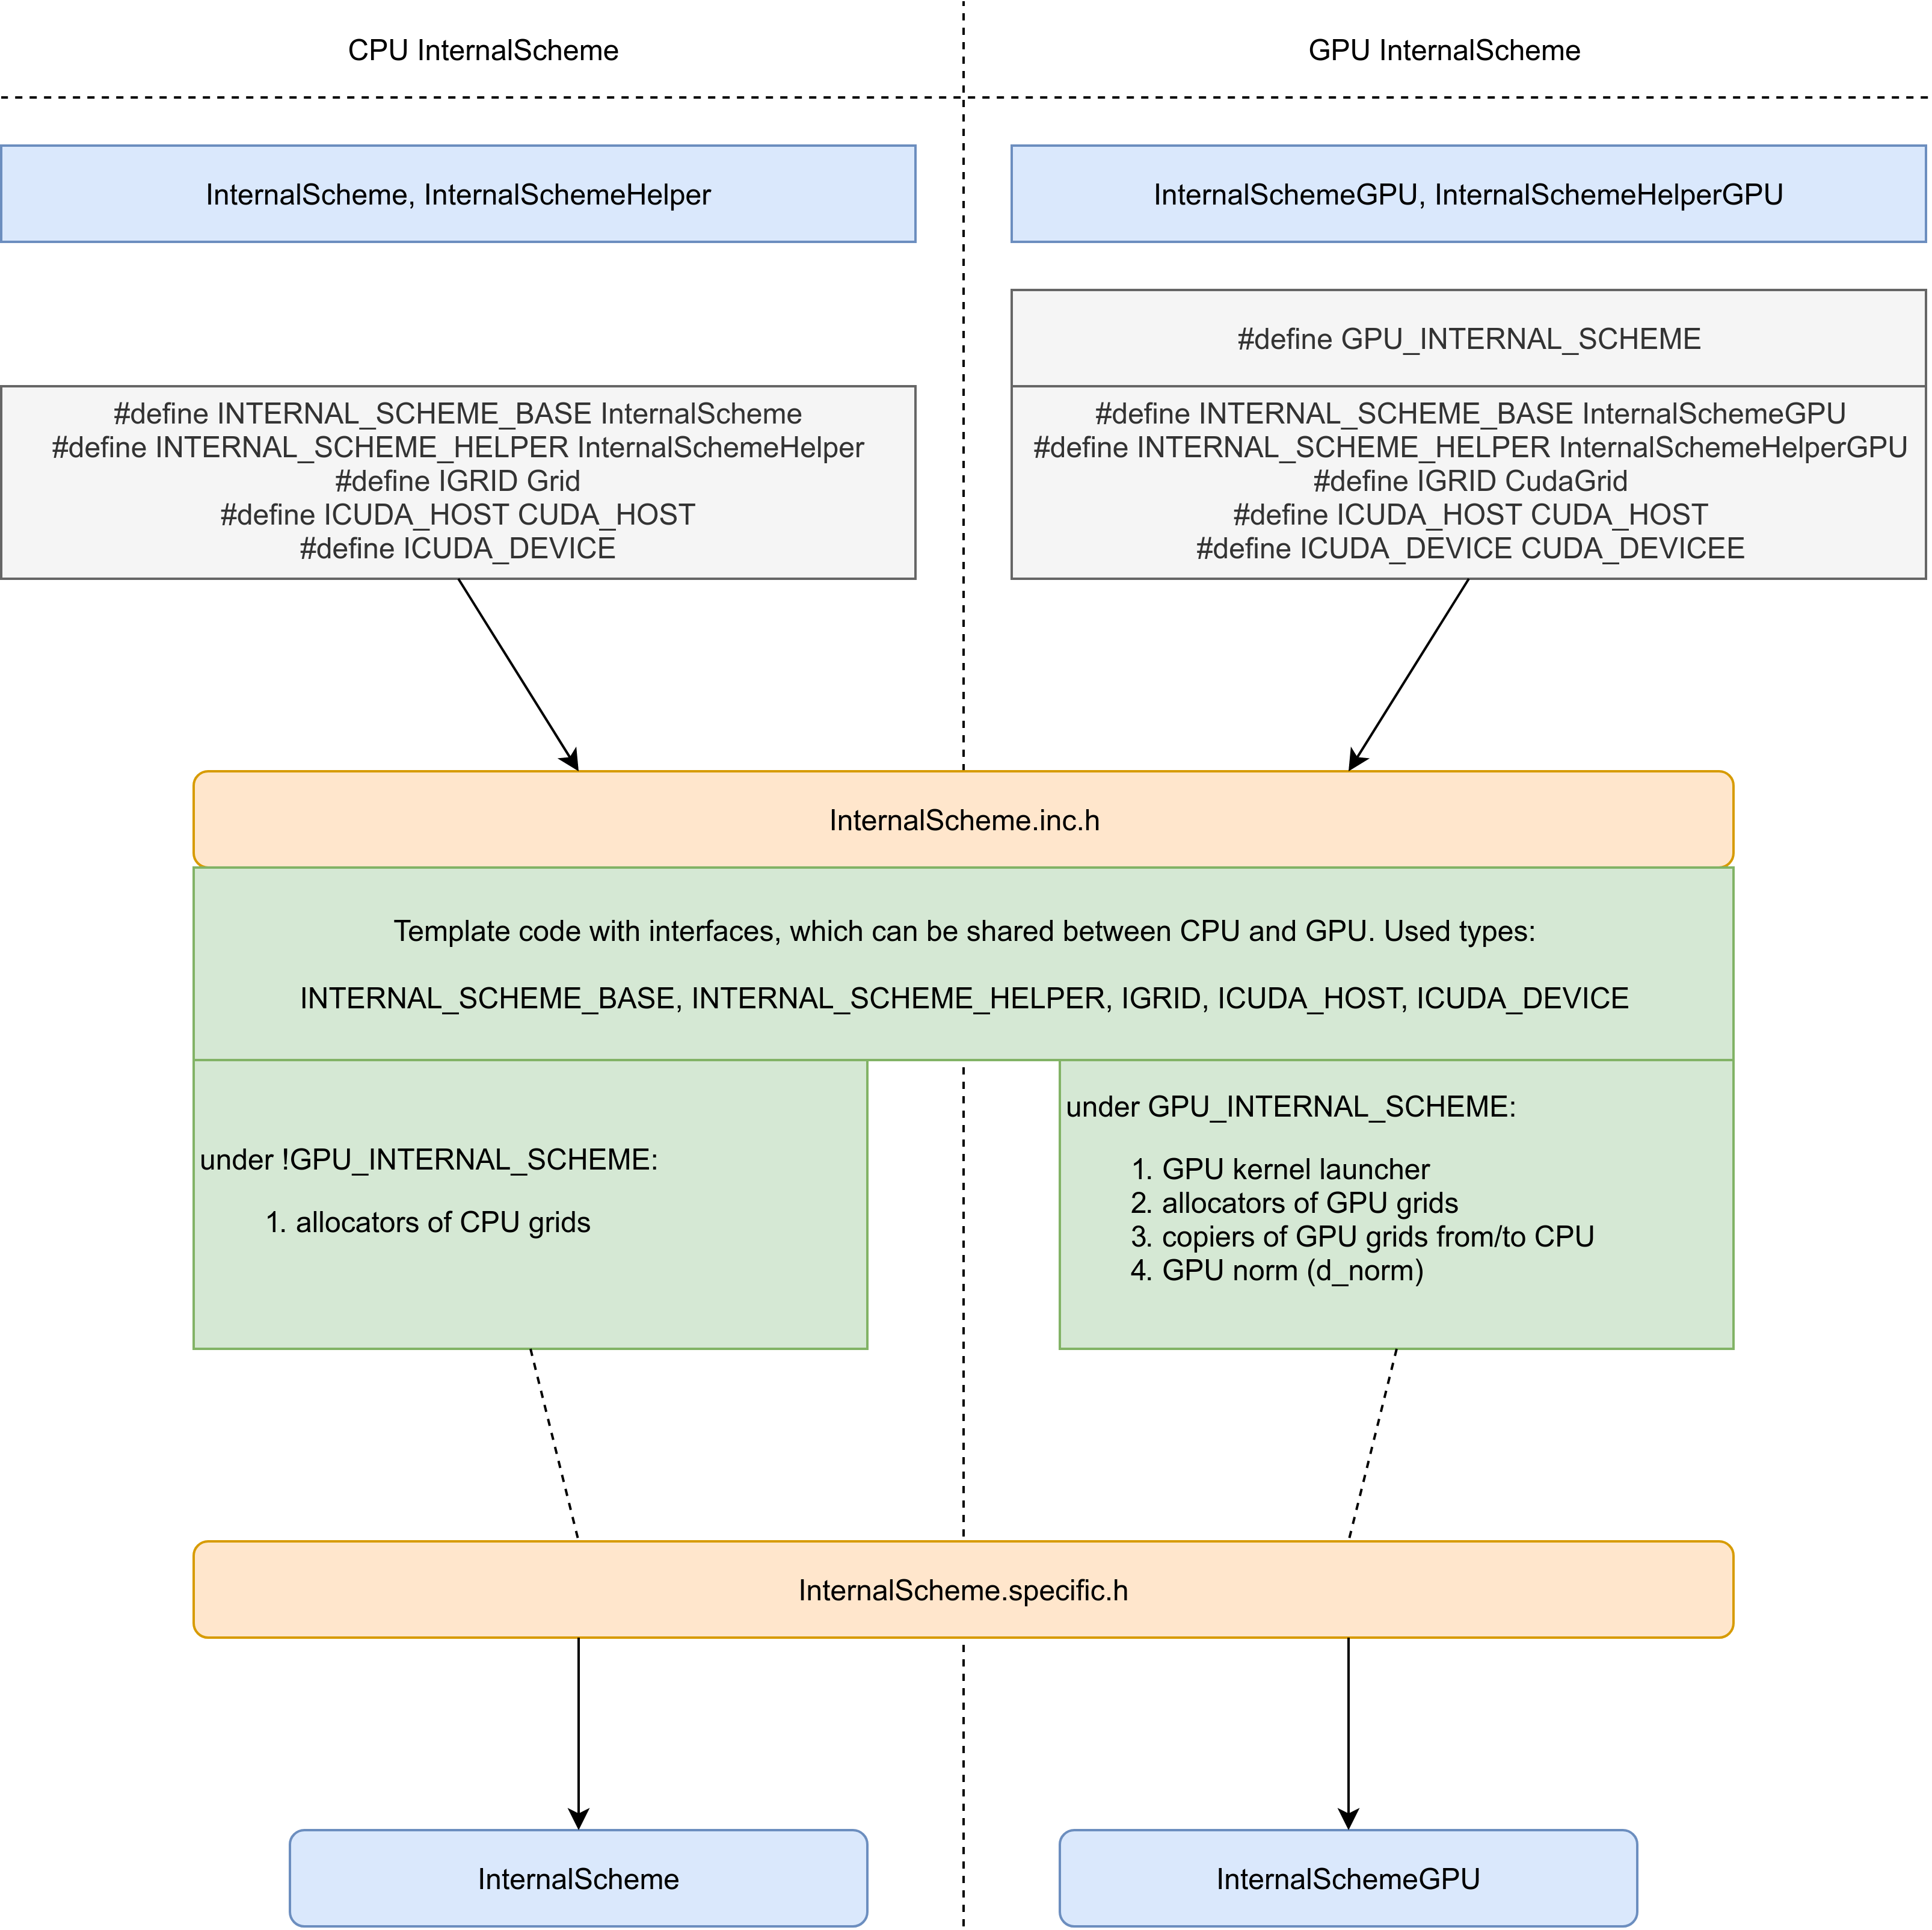 CPU InternalScheme
GPU InternalScheme
InternalScheme, InternalSchemeHelper
InternalSchemeGPU, InternalSchemeHelperGPU
#define GPU_INTERNAL_SCHEME
#define INTERNAL_SCHEME_BASE InternalScheme
#define INTERNAL_SCHEME_HELPER InternalSchemeHelper
#define IGRID Grid
#define ICUDA_HOST CUDA_HOST
#define ICUDA_DEVICE
#define INTERNAL_SCHEME_BASE InternalSchemeGPU
#define INTERNAL_SCHEME_HELPER InternalSchemeHelperGPU
#define IGRID CudaGrid
#define ICUDA_HOST CUDA_HOST
#define ICUDA_DEVICE CUDA_DEVICEE
InternalScheme.inc.h
Template code with interfaces, which can be shared between CPU and GPU. Used types:
INTERNAL_SCHEME_BASE, INTERNAL_SCHEME_HELPER, IGRID, ICUDA_HOST, ICUDA_DEVICE
under !GPU_INTERNAL_SCHEME:
1. allocators of CPU grids
under GPU_INTERNAL_SCHEME:
1. GPU kernel launcher
2. allocators of GPU grids
3. copiers of GPU grids from/to CPU
4. GPU norm (d_norm)
InternalScheme.specific.h
InternalScheme
InternalSchemeGPU